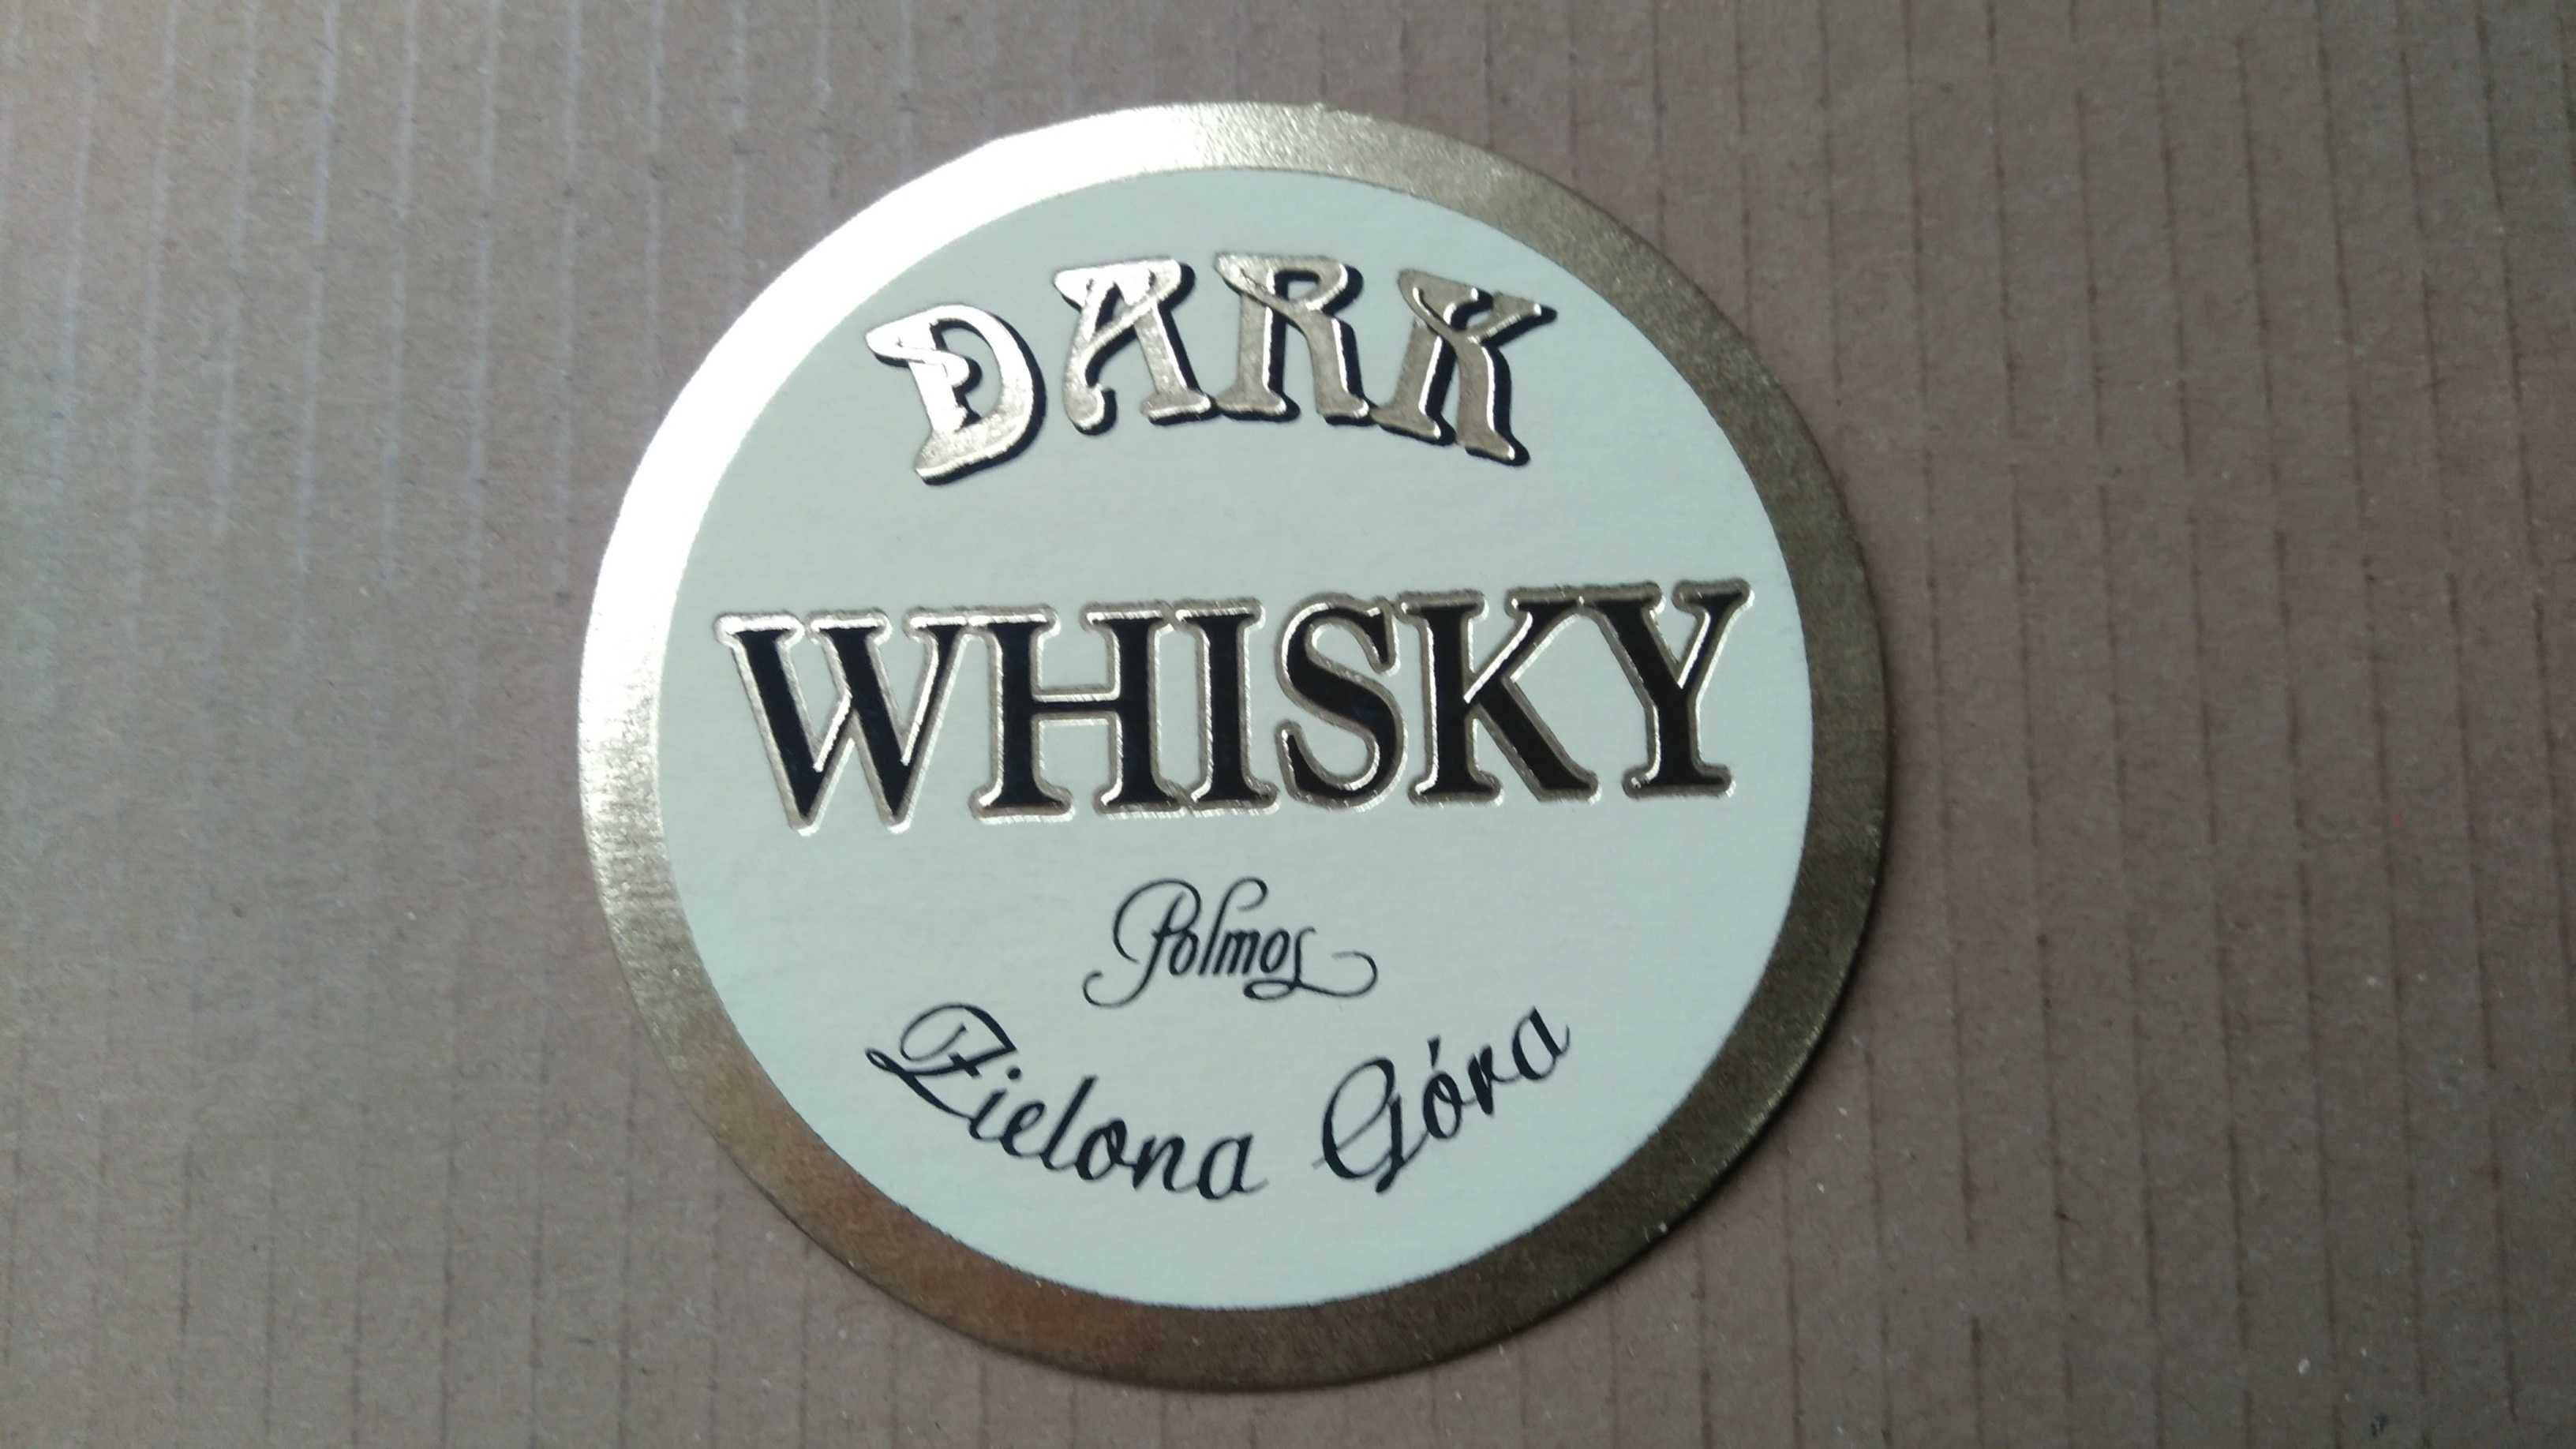 DARK
WHISKY
Polmos
Zielona Góra